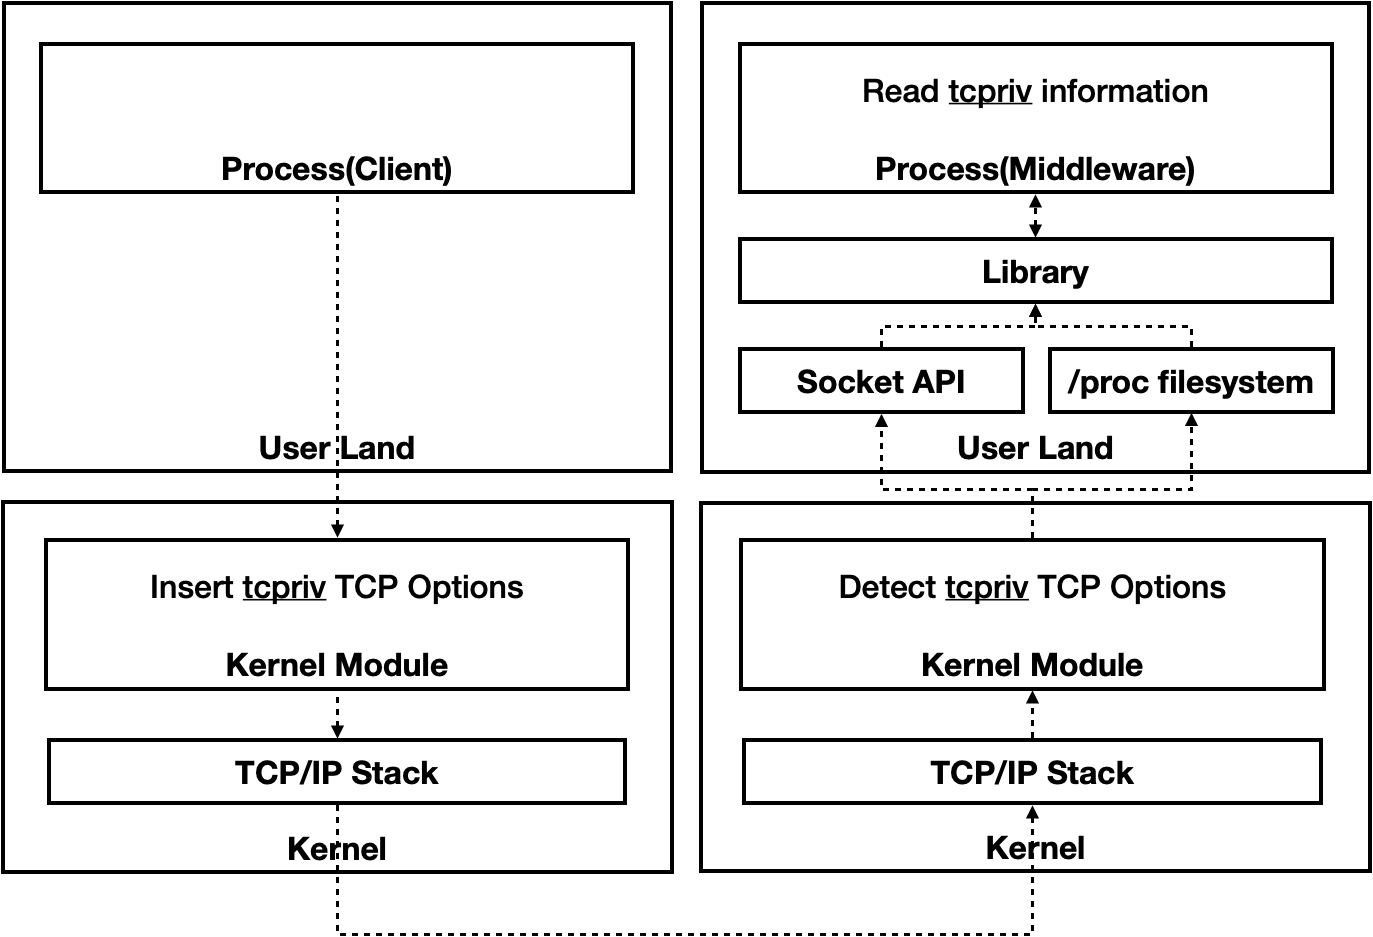 Process(Client)
User Land
Insert tcpriv TCP Options
Kernel Module
TCP/IP Stack
Kernel
Read tcpriv information
Process(Middleware)
Library
Socket API
/proc filesystem
User Land
Detect tcpriv TCP Options
Kernel Module
TCP/IP Stack
Kernel